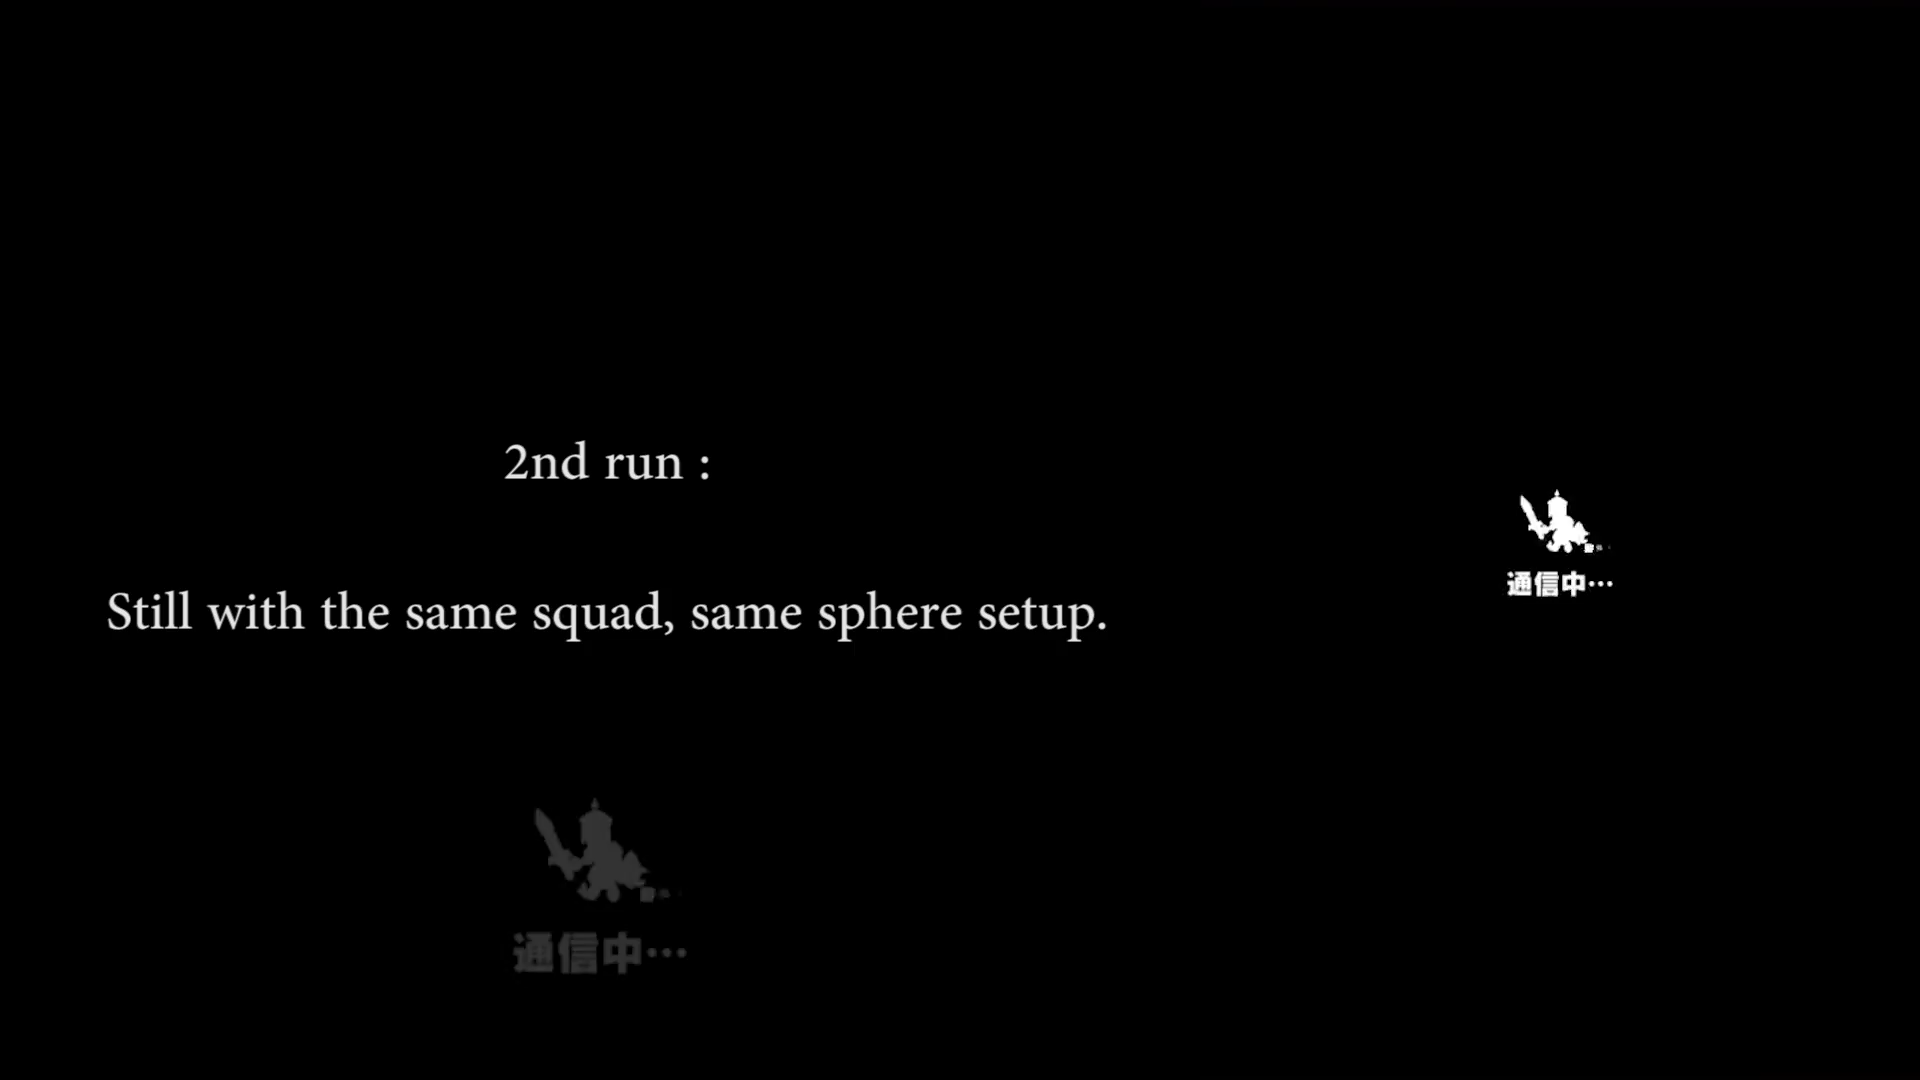 2nd run :
Still with the same squad, same sphere setup.
通信中…
通信中…